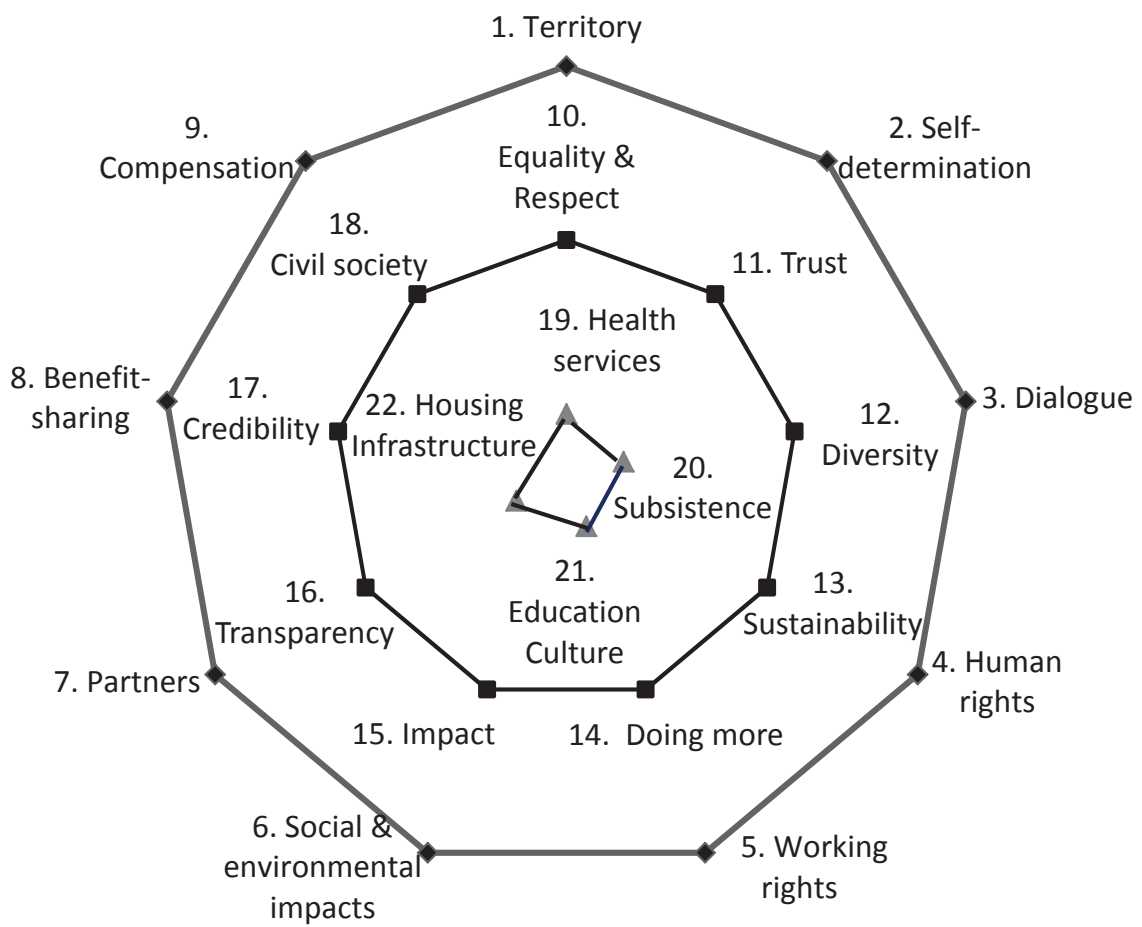 1. Territory
2. Self-
determination
3. Dialogue
4. Human
rights
5. Working
rights
6. Social &
environmental
impacts
7. Partners
8. Benefit-
sharing
9.
Compensation
10.
Equality &
Respect
11. Trust
12.
Diversity
13.
Sustainability
14.  Doing more
15. Impact
16.
Transparency
17.
Credibility
18.
Civil society
19. Health
services
20.
Subsistence
21.
Education
Culture
22. Housing
Infrastructure